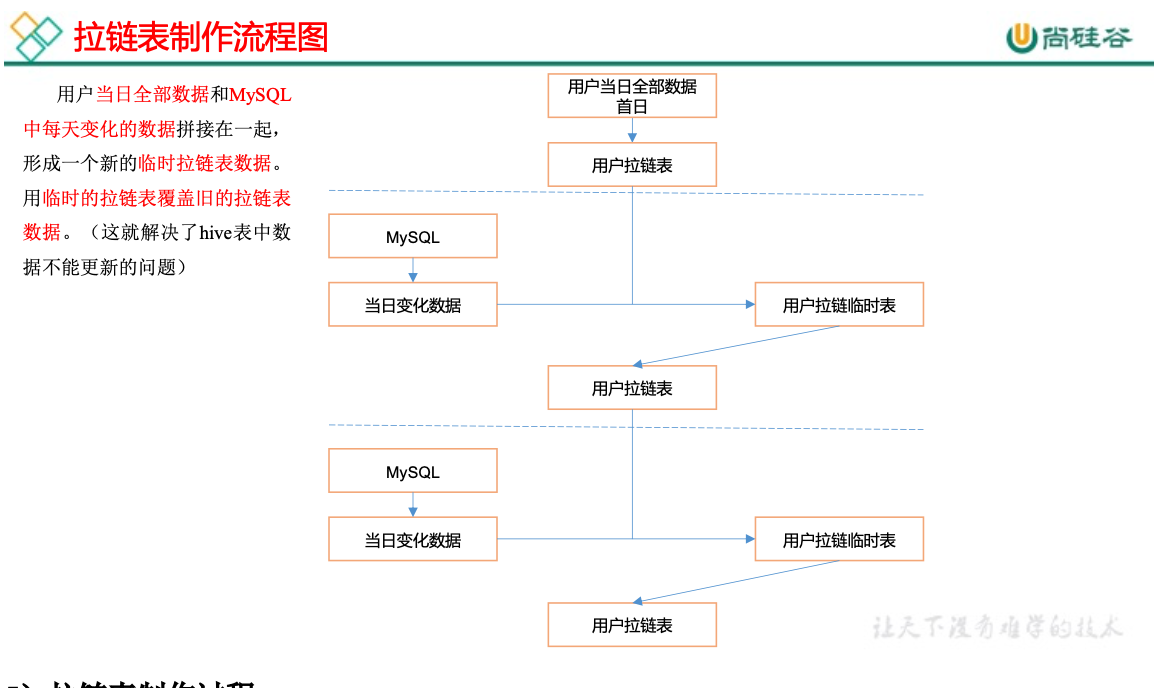 拉链表制作流程图
尚硅谷
用户当日全部数据和MySQL
中每天变化的数据拼接在一起，
形成一个新的临时拉链表数据。
用临时的拉链表覆盖旧的拉链表
数据。（这就解决了hive表中数
据不能更新的问题）
用户当日全部数据
首日
用户拉链表
MySQL
当日变化数据
用户拉链临时表
用户拉链表
MySQL
当日变化数据
用户拉链临时表
用户拉链表
让天下没有难学的技术
拉链表制作过程